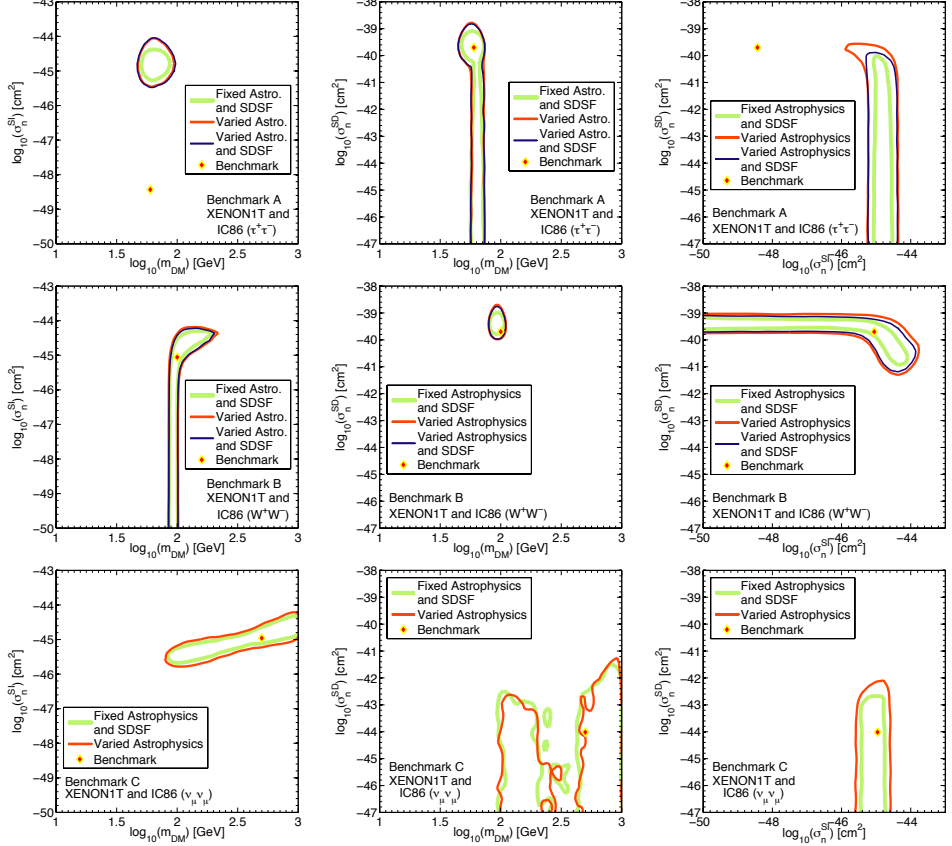 −43
−44
−45
−46
−47
−48
−49
−50
log10(σnSI) [cm2]
1
1.5
2
2.5
3
log10(mDM) [GeV]
Fixed Astro.
and SDSF
Varied Astro.
Varied Astro.
and SDSF
Benchmark
Benchmark A
XENON1T and
IC86 (τ+τ−)
−38
−39
−40
−41
−42
−43
−44
−45
−46
−47
log10(σnSD) [cm2]
1
1.5
2
2.5
3
log10(mDM) [GeV]
Fixed Astro.
and SDSF
Varied Astro.
Varied Astro.
and SDSF
Benchmark
Benchmark A
XENON1T and
IC86 (τ+τ−)
−38
−39
−40
−41
−42
−43
−44
−45
−46
−47
log10(σnSD) [cm2]
−50
−48
−46
−44
log10(σnSI) [cm2]
Fixed Astrophysics
and SDSF
Varied Astrophysics
Varied Astrophysics
and SDSF
Benchmark
Benchmark A
XENON1T and IC86 (τ+τ−)
−43
−44
−45
−46
−47
−48
−49
−50
log10(σnSI) [cm2]
1
1.5
2
2.5
3
log10(mDM) [GeV]
Fixed Astro.
and SDSF
Varied Astro.
Varied Astro.
and SDSF
Benchmark
Benchmark B
XENON1T and
IC86 (W+W−)
−38
−39
−40
−41
−42
−43
−44
−45
−46
−47
log10(σnSD) [cm2]
1
1.5
2
2.5
3
log10(mDM) [GeV]
Fixed Astrophysics
and SDSF
Varied Astrophysics
Varied Astrophysics
and SDSF
Benchmark
Benchmark B
XENON1T and IC86 (W+W−)
−38
−39
−40
−41
−42
−43
−44
−45
−46
−47
log10(σnSD) [cm2]
−50
−48
−46
−44
log10(σnSI) [cm2]
Fixed Astrophysics
and SDSF
Varied Astrophysics
Varied Astrophysics
and SDSF
Benchmark
Benchmark B
XENON1T and IC86 (W+W−)
−43
−44
−45
−46
−47
−48
−49
−50
log10(σnSI) [cm2]
1
1.5
2
2.5
3
log10(mDM) [GeV]
Fixed Astrophysics
and SDSF
Varied Astrophysics
Benchmark
Benchmark C
XENON1T and IC86 (νμνμ)
−38
−39
−40
−41
−42
−43
−44
−45
−46
−47
log10(σnSD) [cm2]
1
1.5
2
2.5
3
log10(mDM) [GeV]
Fixed Astrophysics
and SDSF
Varied Astrophysics
Benchmark
Benchmark C
XENON1T and
IC86 (νμνμ)
−38
−39
−40
−41
−42
−43
−44
−45
−46
−47
log10(σnSD) [cm2]
−50
−48
−46
−44
log10(σnSI) [cm2]
Fixed Astrophysics
and SDSF
Varied Astrophysics
Benchmark
Benchmark C
XENON1T and
IC86 (νμνμ)